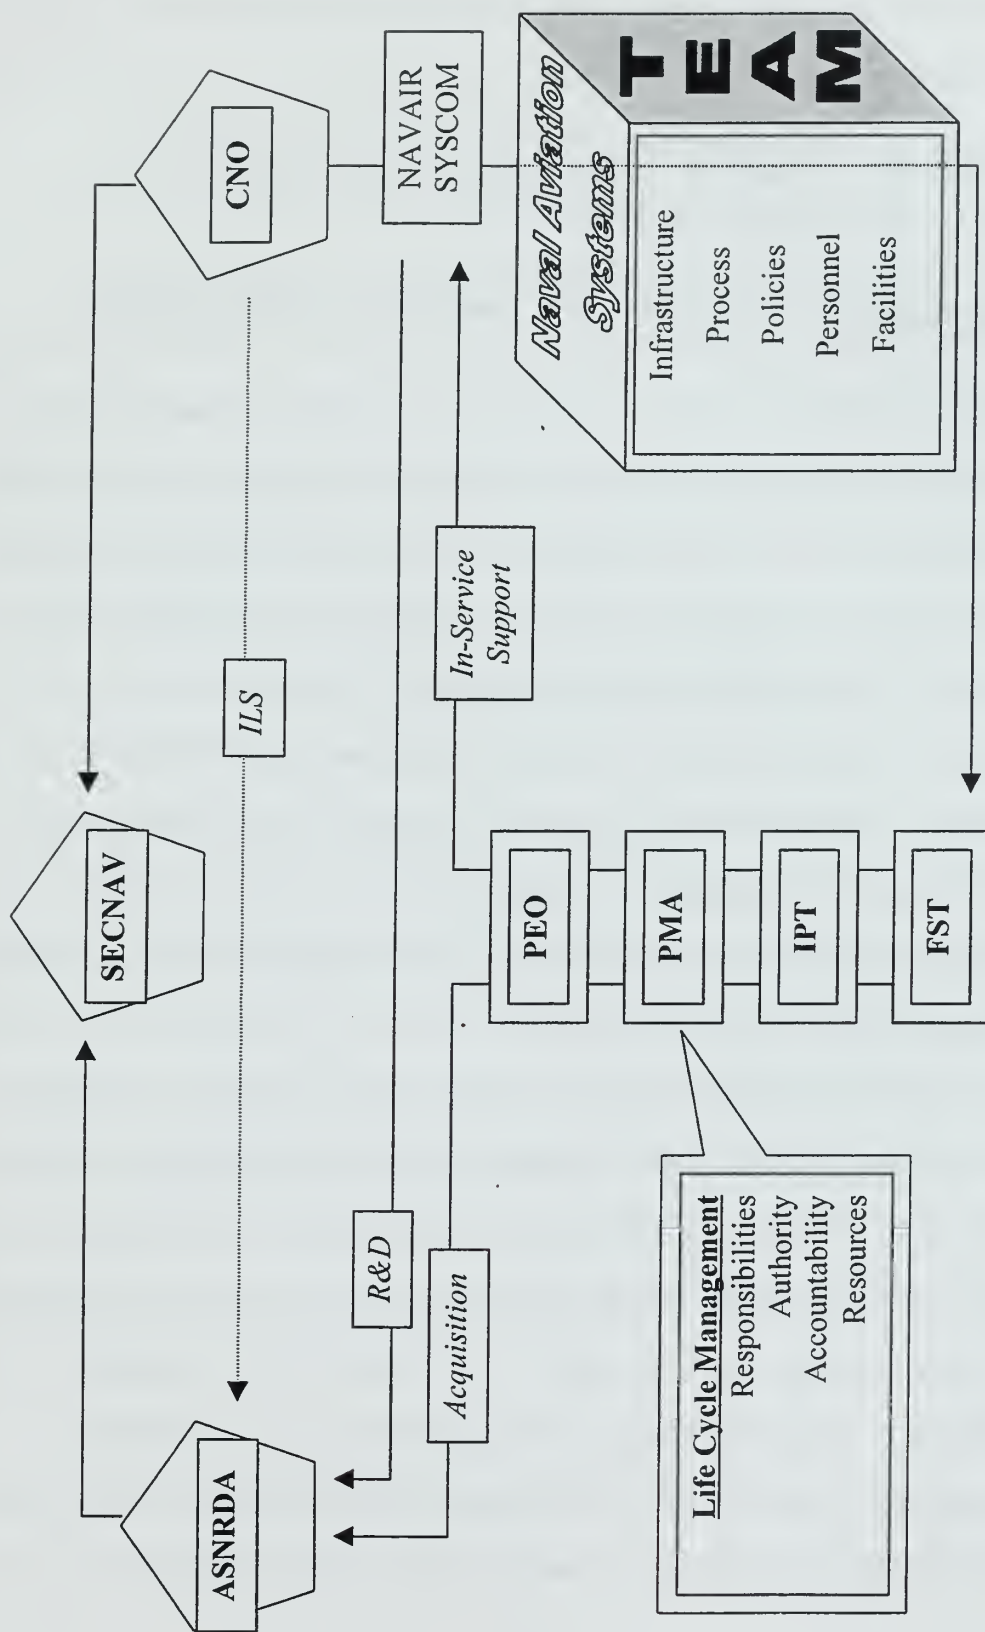 SECNAV
ASNRDA
CNO
ILS
R&D
NAVAIR
SYSCOM
Acquisition
In-Service
Support
PEO
PMA
IPT
FST
Life Cycle Management
Responsibilities
Authority
Accountability
Resources
Naval Aviation
Systems
TEAM
Infrastructure
Process
Policies
Personnel
Facilities